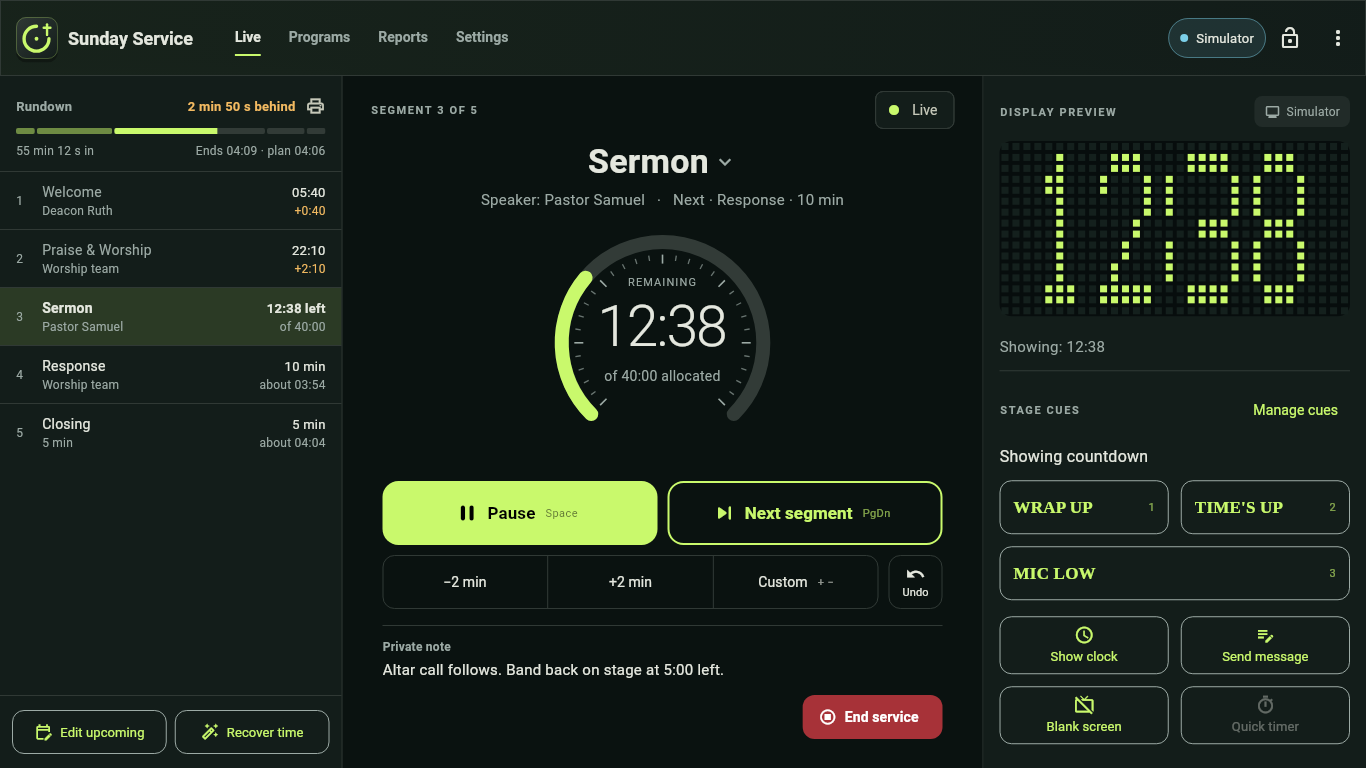 Sunday Service
Live
Programs
Reports
Settings
Simulator
Rundown
2 min 50 s behind
55 min 12 s in
Ends 04:09 · plan 04:06
1
Welcome
05:40
Deacon Ruth
+0:40
2
Praise & Worship
22:10
Worship team
+2:10
3
Sermon
12:38 left
Pastor Samuel
of 40:00
4
Response
10 min
Worship team
about 03:54
5
Closing
5 min
5 min
about 04:04
Edit upcoming
Recover time
SEGMENT 3 OF 5
Live
Sermon
Speaker: Pastor Samuel · Next · Response · 10 min
REMAINING
12:38
of 40:00 allocated
Pause Space
Next segment PgDn
−2 min
+2 min
Custom + −
Undo
Private note
Altar call follows. Band back on stage at 5:00 left.
End service
DISPLAY PREVIEW
Simulator
12:38
Showing: 12:38
STAGE CUES
Manage cues
Showing countdown
WRAP UP 1
TIME'S UP 2
MIC LOW 3
Show clock
Send message
Blank screen
Quick timer